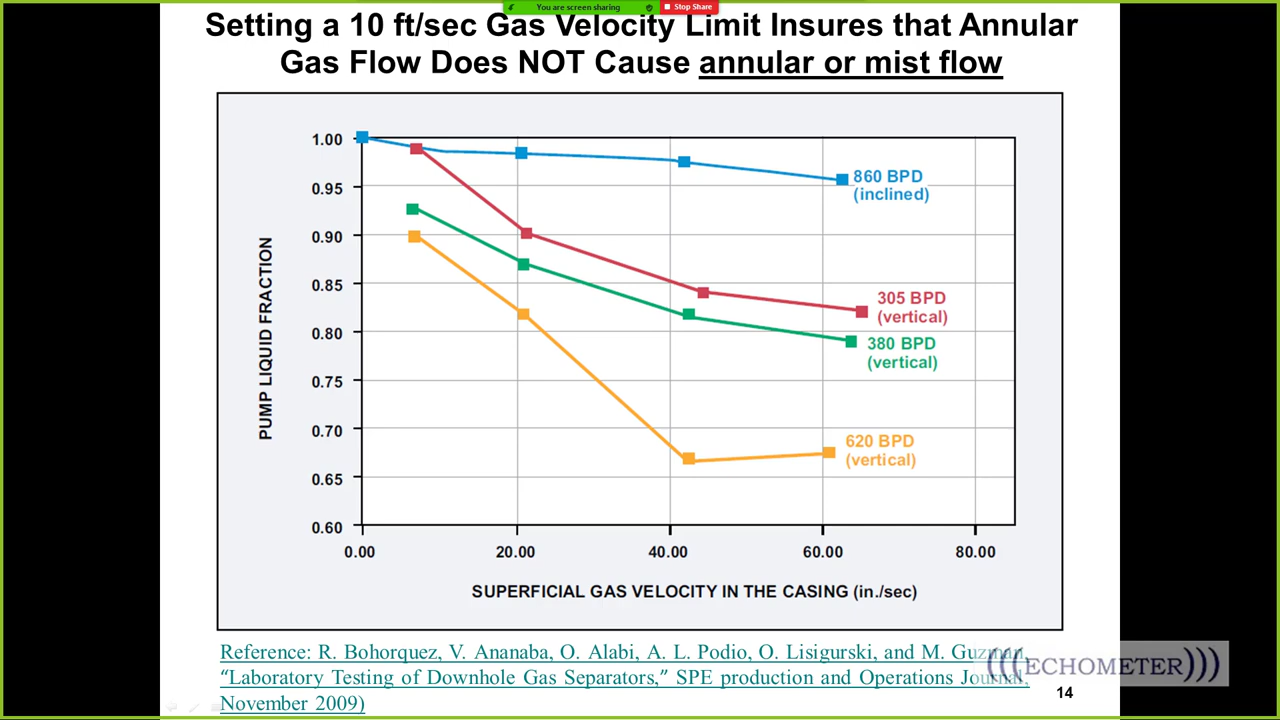 You are screen sharing
Stop Share
Setting a 10 ft/sec Gas Velocity Limit Insures that Annular
Gas Flow Does NOT Cause annular or mist flow
1.00
0.95
0.90
0.85
0.80
0.75
0.70
0.65
0.60
PUMP LIQUID FRACTION
860 BPD
(inclined)
305 BPD
(vertical)
380 BPD
(vertical)
620 BPD
(vertical)
0.00 20.00 40.00 60.00 80.00
SUPERFICIAL GAS VELOCITY IN THE CASING (in./sec)
Reference: R. Bohorquez, V. Ananaba, O. Alabi, A. L. Podio, O. Lisigurski, and M. Guzman,
“Laboratory Testing of Downhole Gas Separators,” SPE production and Operations Journal,
November 2009)
(((ECHOMETER)))
14